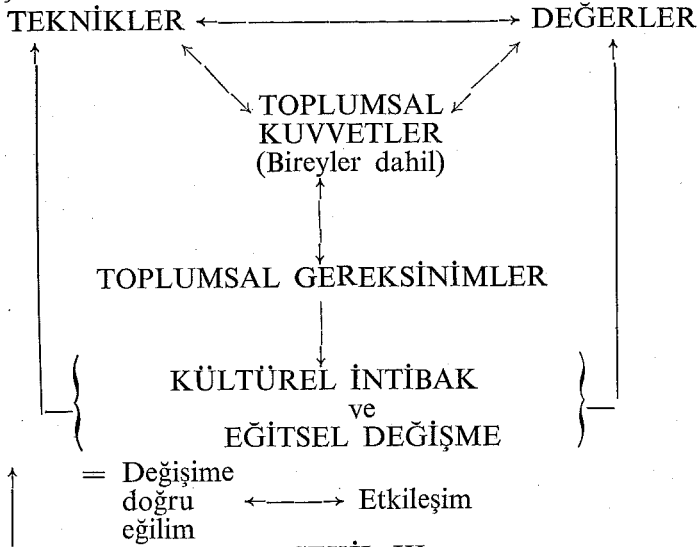 TEKNİKLER ←→ DEĞERLER
TOPLUMSAL
KUVVETLER
(Bireyler dahil)
TOPLUMSAL GEREKSİNİMLER
KÜLTÜREL İNTİBAK
ve
EĞİTSEL DEĞİŞME
= Değişime
doğru ←→ Etkileşim
eğilim